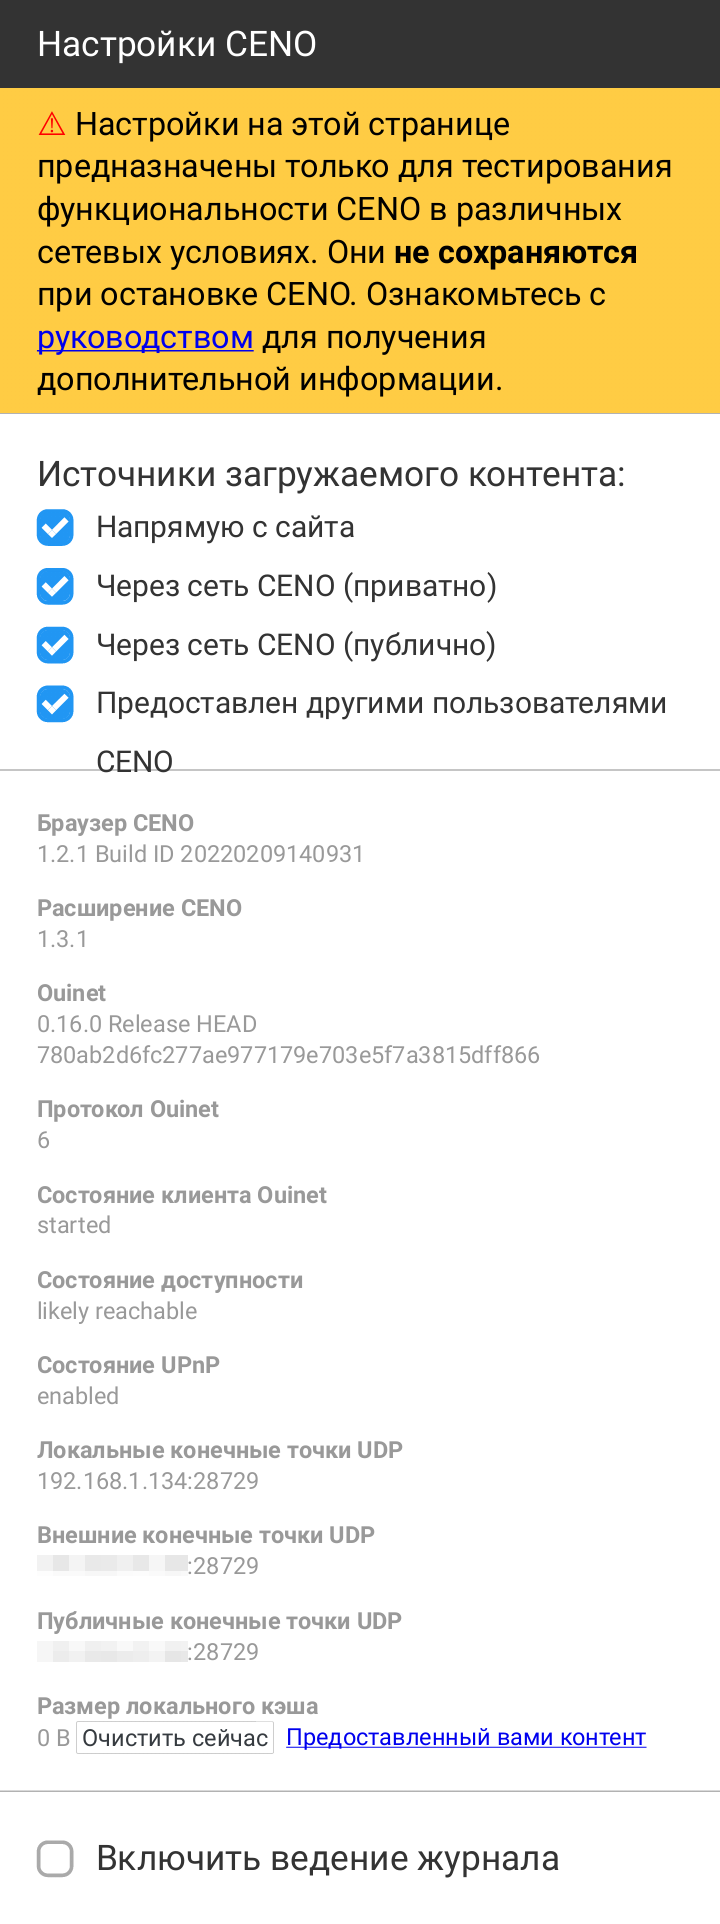 Настройки CENO
⚠ Настройки на этой странице
предназначены только для тестирования
функциональности CENO в различных
сетевых условиях. Они не сохраняются
при остановке CENO. Ознакомьтесь с
руководством для получения
дополнительной информации.
Источники загружаемого контента:
Напрямую с сайта
Через сеть CENO (приватно)
Через сеть CENO (публично)
Предоставлен другими пользователями
CENO
Браузер CENO
1.2.1 Build ID 20220209140931
Расширение CENO
1.3.1
Ouinet
0.16.0 Release HEAD
780ab2d6fc277ae977179e703e5f7a3815dff866
Протокол Ouinet
6
Состояние клиента Ouinet
started
Состояние доступности
likely reachable
Состояние UPnP
enabled
Локальные конечные точки UDP
192.168.1.134:28729
Внешние конечные точки UDP
:28729
Публичные конечные точки UDP
:28729
Размер локального кэша
0 B Очистить сейчас Предоставленный вами контент
Включить ведение журнала